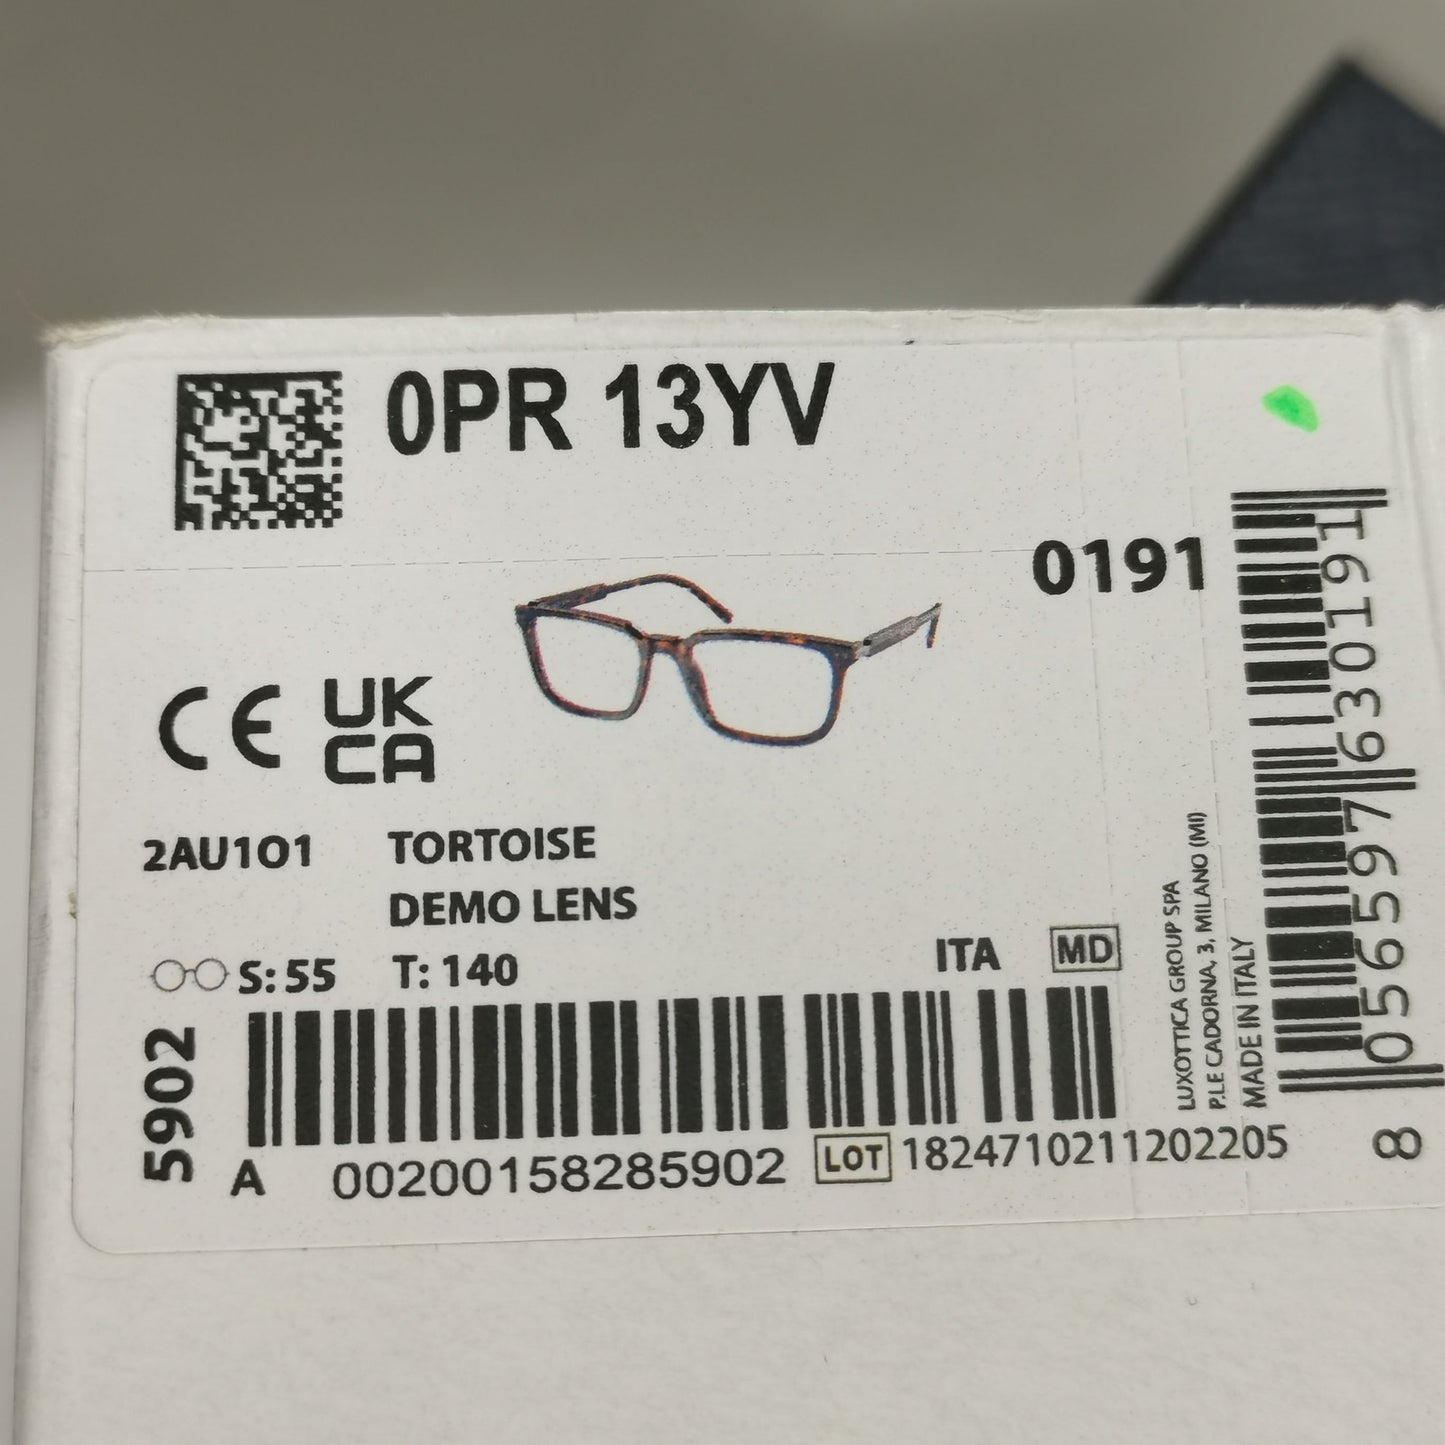 0PR 13YV
0191
CE UK CA
2AU1O1 TORTOISE
DEMO LENS
S: 55 T: 140 ITA MD
5902
A 00200158285902 LOT 1824710211202205
LUXOTTICA GROUP SPA
P.LE CADORNA, 3, MILANO (MI)
MADE IN ITALY
8 056597 630191